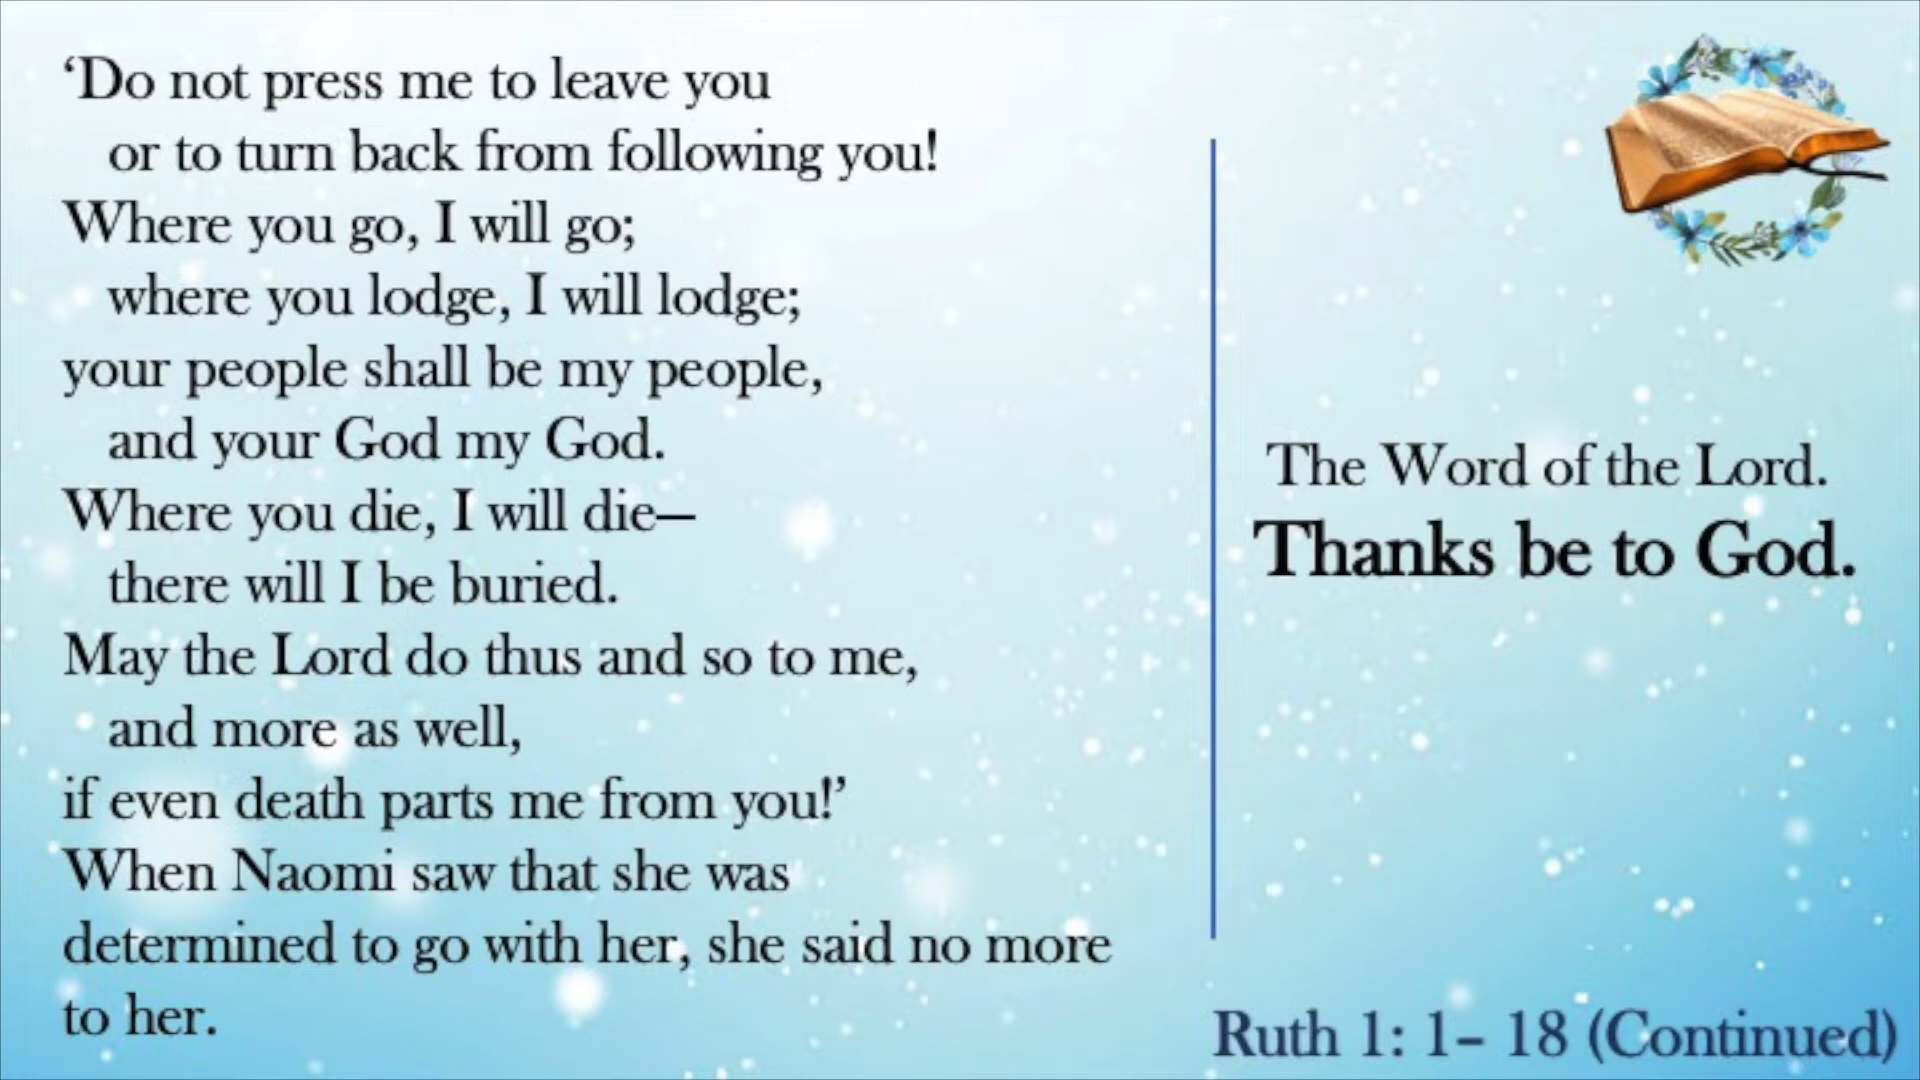 ‘Do not press me to leave you
or to turn back from following you!
Where you go, I will go;
where you lodge, I will lodge;
your people shall be my people,
and your God my God.
Where you die, I will die—
there will I be buried.
May the Lord do thus and so to me,
and more as well,
if even death parts me from you!’
When Naomi saw that she was
determined to go with her, she said no more
to her.
The Word of the Lord.
Thanks be to God.
Ruth 1: 1– 18 (Continued)